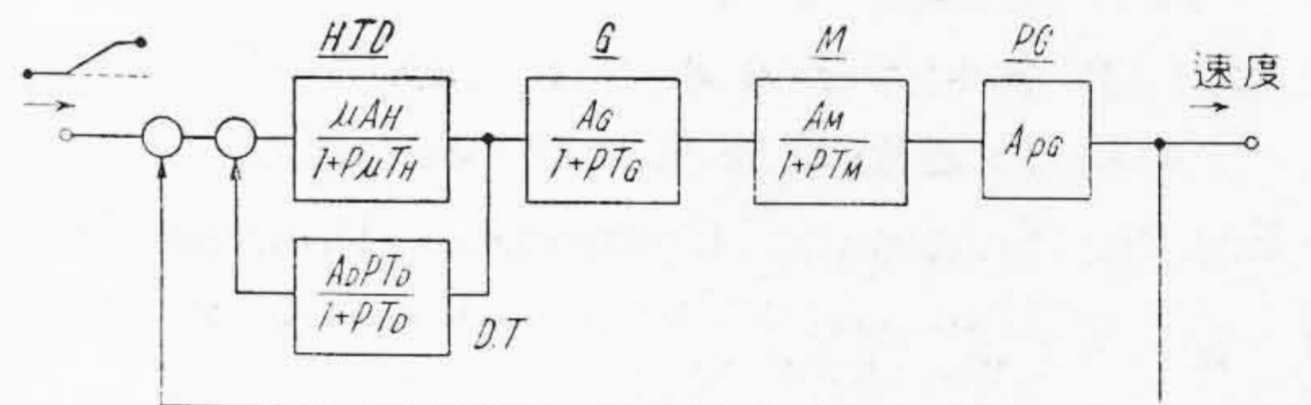 HTD
G
M
PG
速度
μAH
1+PμTH
AG
1+PTG
AM
1+PTM
APG
ADPTD
1+PTD
D.T